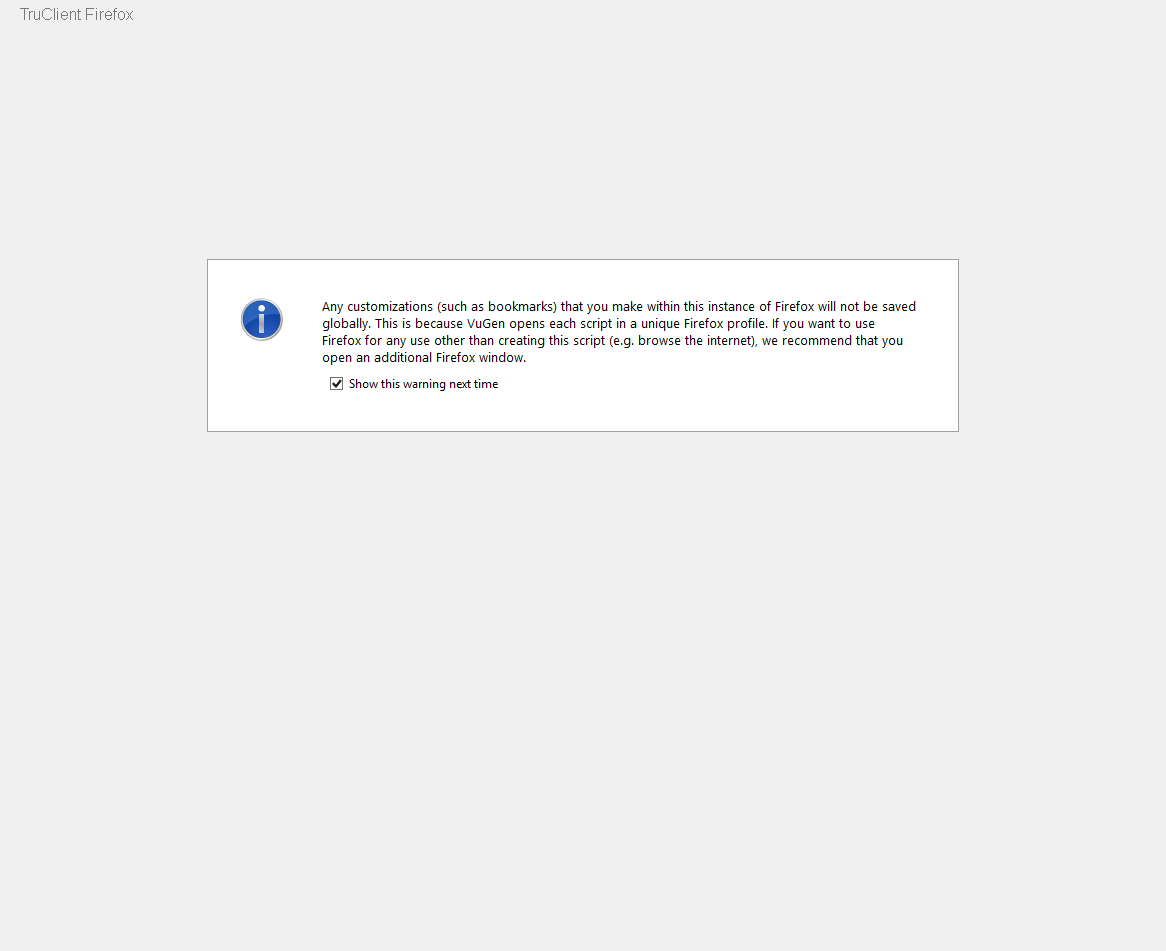 TruClient Firefox
Any customizations (such as bookmarks) that you make within this instance of Firefox will not be saved
globally. This is because VuGen opens each script in a unique Firefox profile. If you want to use
Firefox for any use other than creating this script (e.g. browse the internet), we recommend that you
open an additional Firefox window.
Show this warning next time